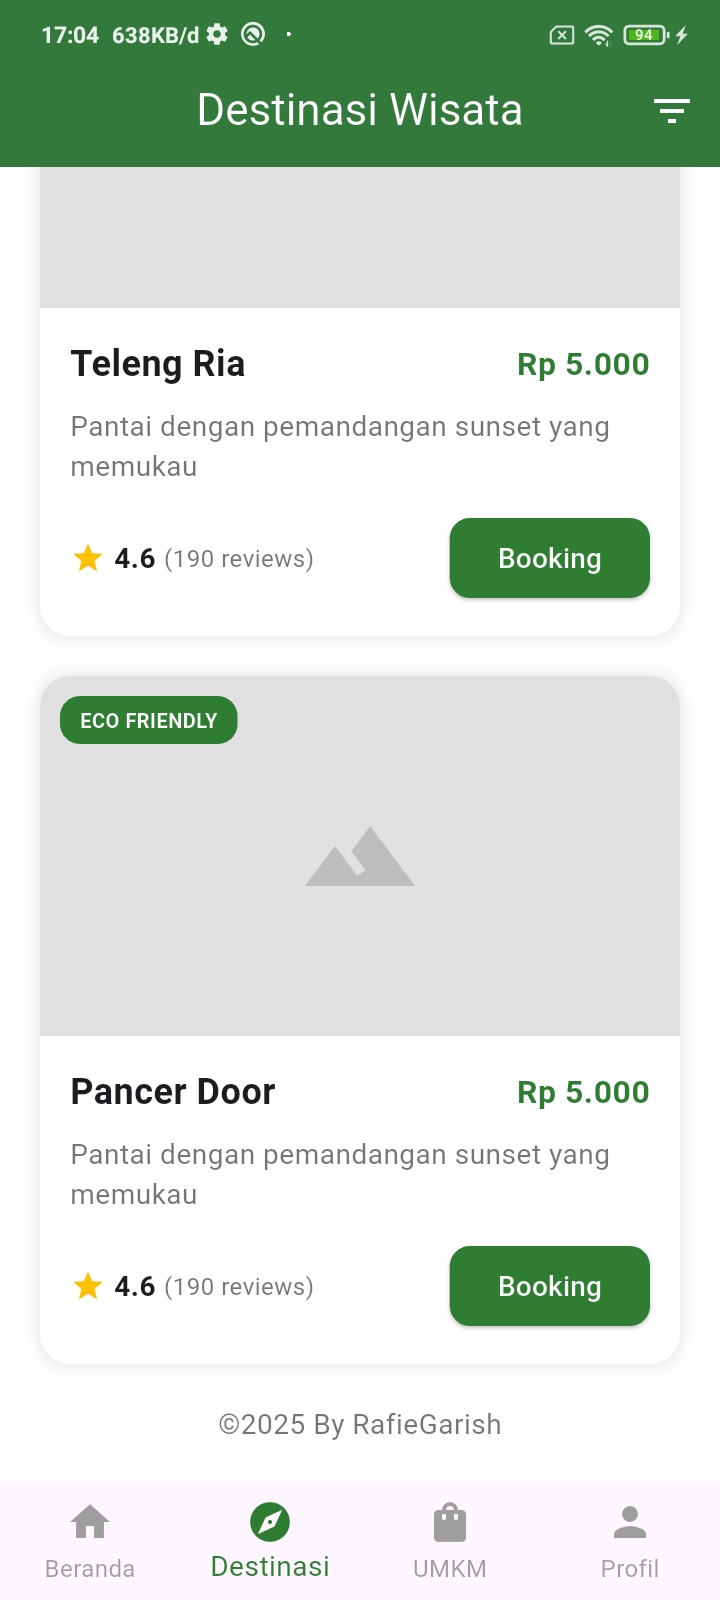 17:04 638KB/d
94
Destinasi Wisata
Teleng Ria
Rp 5.000
Pantai dengan pemandangan sunset yang
memukau
4.6 (190 reviews)
Booking
ECO FRIENDLY
Pancer Door
Rp 5.000
Pantai dengan pemandangan sunset yang
memukau
4.6 (190 reviews)
Booking
©2025 By RafieGarish
Beranda
Destinasi
UMKM
Profil